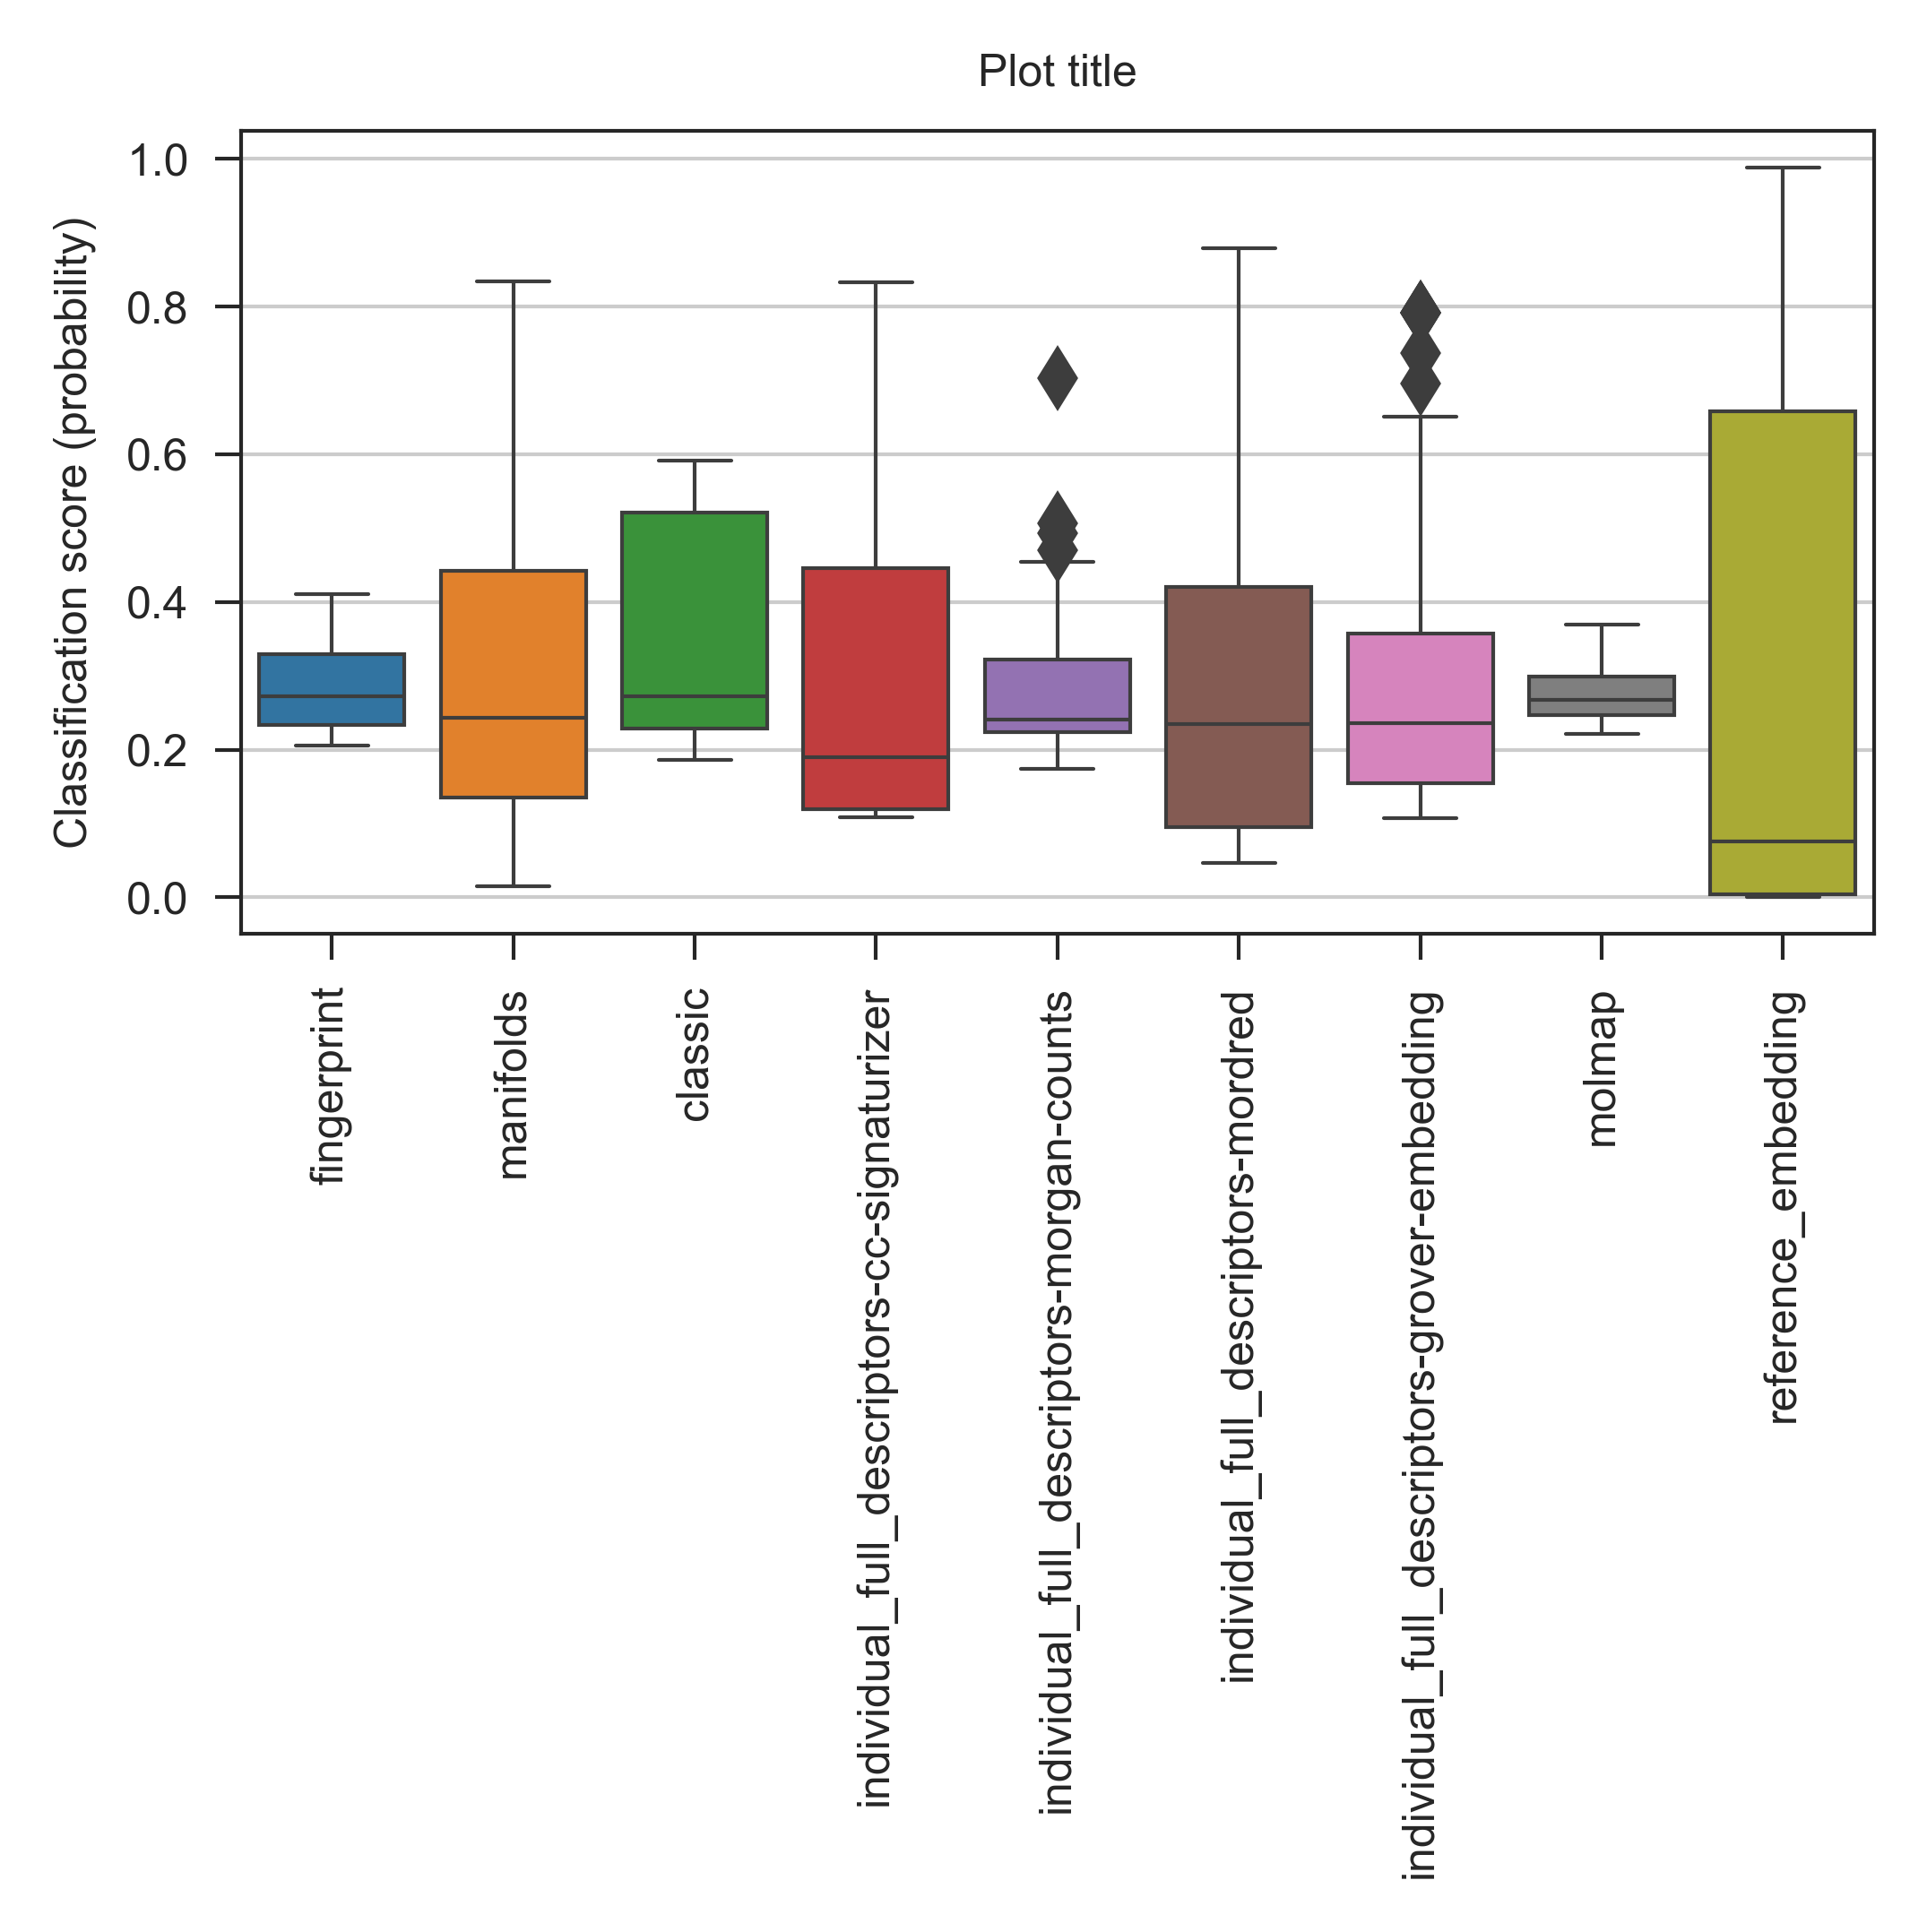 Plot title
Classification score (probability)
1.0
0.8
0.6
0.4
0.2
0.0
fingerprint
manifolds
classic
individual_full_descriptors-cc-signaturizer
individual_full_descriptors-morgan-counts
individual_full_descriptors-mordred
individual_full_descriptors-grover-embedding
molmap
reference_embedding